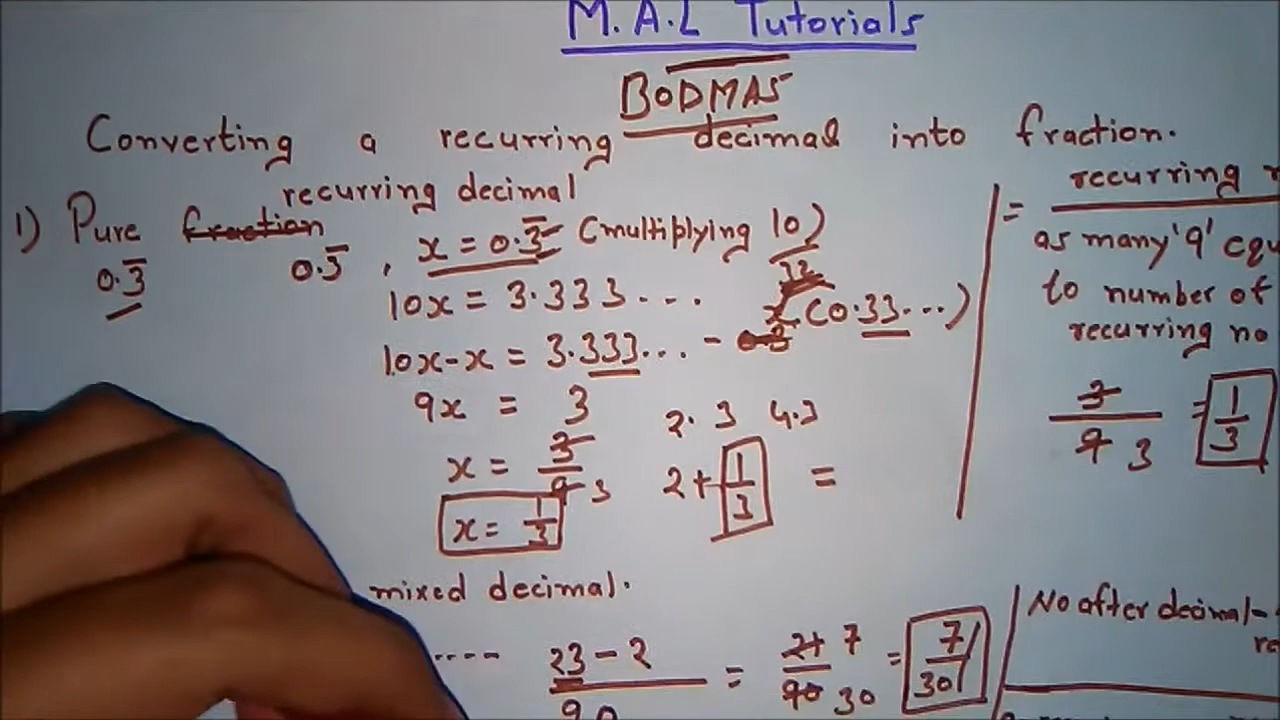 M.A.L Tutorials
BODMAS
Converting a recurring decimal into fraction.
recurring decimal
1) Pure fraction
0.3̅
0.3̅ , x = 0.3̅ (multiplying 10)
10x = 3.333...
10x-x = 3.333... - x(0.33...)
9x = 3
2.3 4.3
x = 3/9 3
2+ 1/3 =
x = 1/3
= recurring
as many '9' equ
to number of
recurring no
3/9 3 = 1/3
mixed decimal.
.... 23-2/90 = 21/90 7/30 = 7/30
No after decimal-